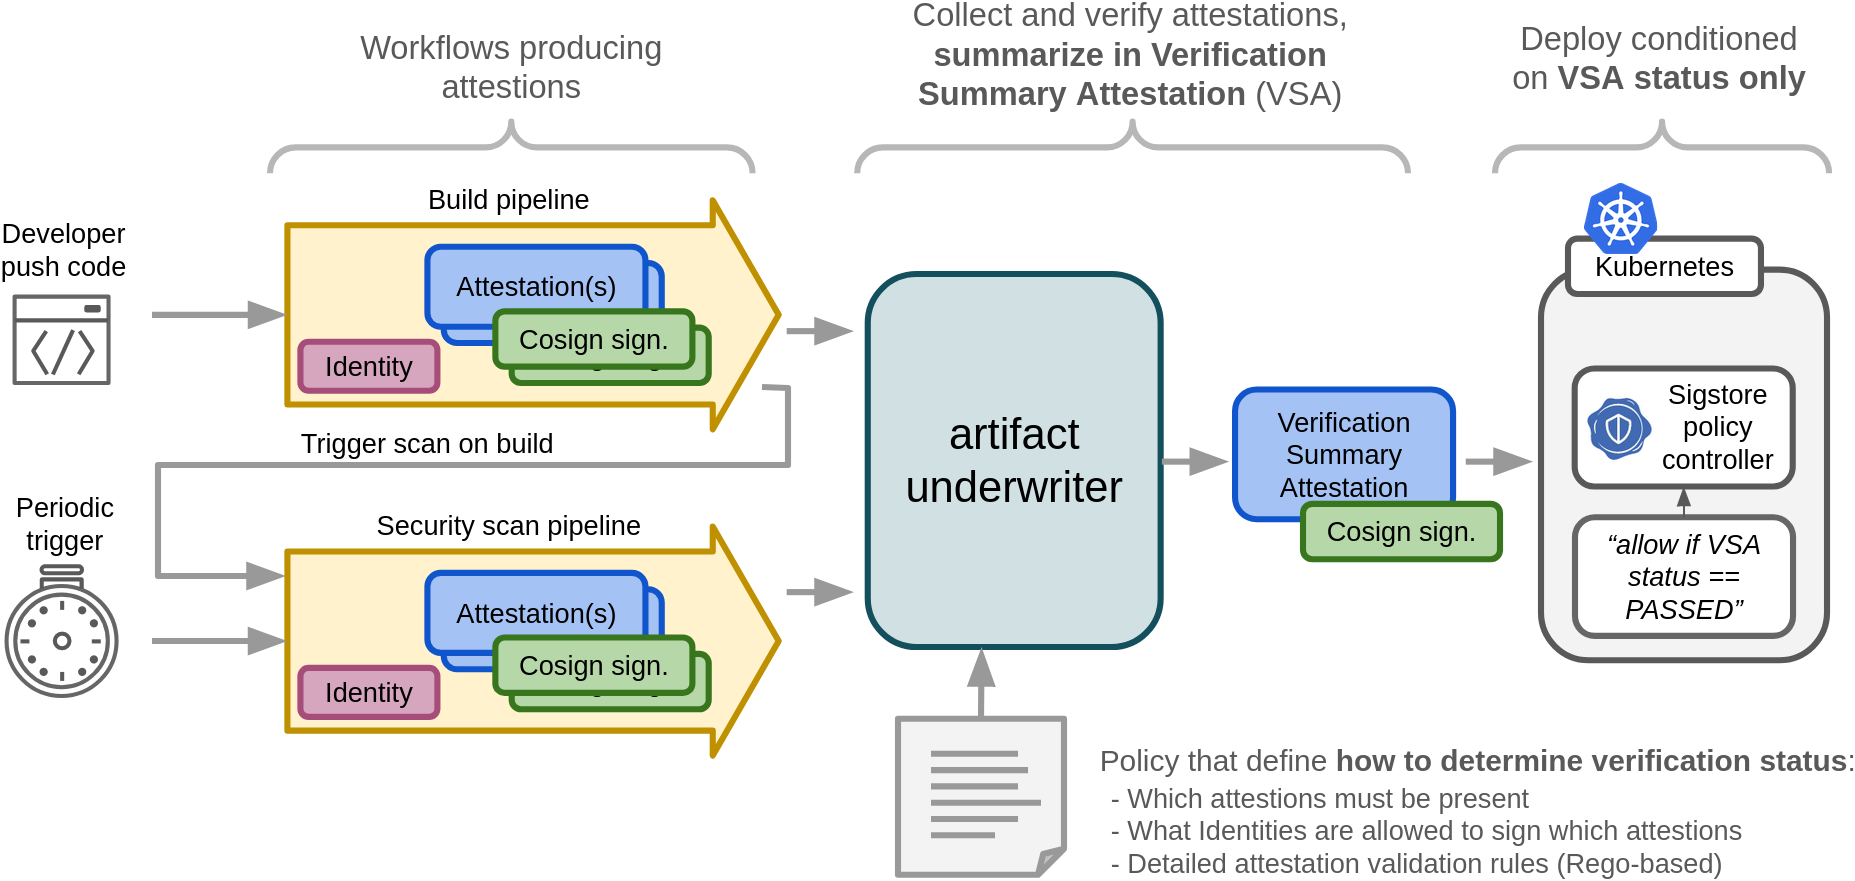 Workflows producing
attestions
Collect and verify attestations,
summarize in Verification
Summary Attestation (VSA)
Deploy conditioned
on VSA status only
Developer
push code
Build pipeline
Attestation(s)
Cosign sign.
Identity
Trigger scan on build
Periodic
trigger
Security scan pipeline
Attestation(s)
Cosign sign.
Identity
artifact
underwriter
Verification
Summary
Attestation
Cosign sign.
Kubernetes
Sigstore
policy
controller
“allow if VSA
status ==
PASSED”
Policy that define how to determine verification status:
- Which attestions must be present
- What Identities are allowed to sign which attestions
- Detailed attestation validation rules (Rego-based)